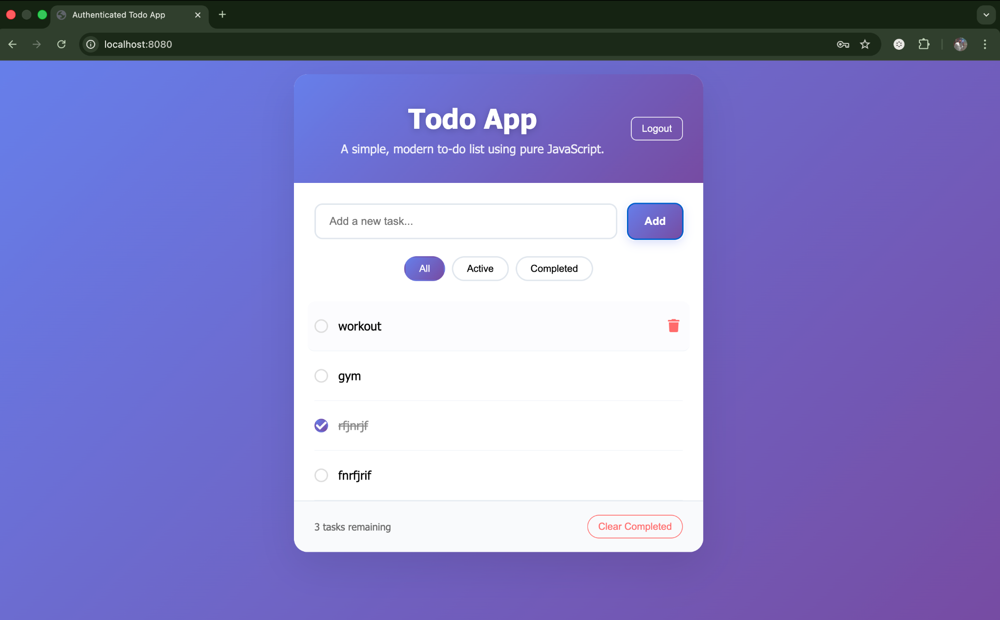 Authenticated Todo App
localhost:8080
Todo App
Logout
A simple, modern to-do list using pure JavaScript.
Add a new task...
Add
All
Active
Completed
workout
gym
rfjnrjf
fnrfjrif
3 tasks remaining
Clear Completed